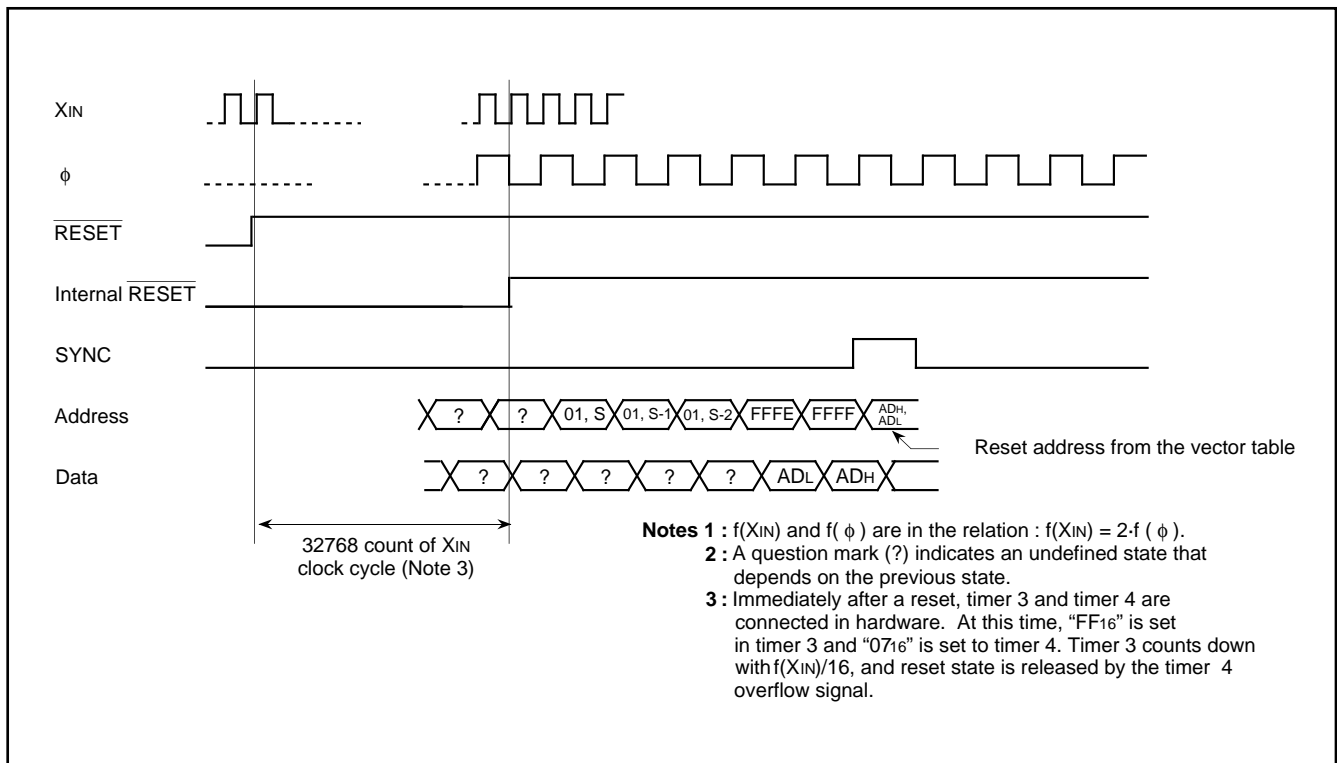 XIN
ϕ
RESET
Internal RESET
SYNC
Address
? ? 01, S 01, S-1 01, S-2 FFFE FFFF ADH,
ADL
Reset address from the vector table
Data
? ? ? ? ? ADL ADH
32768 count of XIN
clock cycle (Note 3)
Notes 1 : f(XIN) and f( ϕ ) are in the relation : f(XIN) = 2·f ( ϕ ).
2 : A question mark (?) indicates an undefined state that
depends on the previous state.
3 : Immediately after a reset, timer 3 and timer 4 are
connected in hardware. At this time, “FF16” is set
in timer 3 and “0716” is set to timer 4. Timer 3 counts down
with f(XIN)/16, and reset state is released by the timer 4
overflow signal.